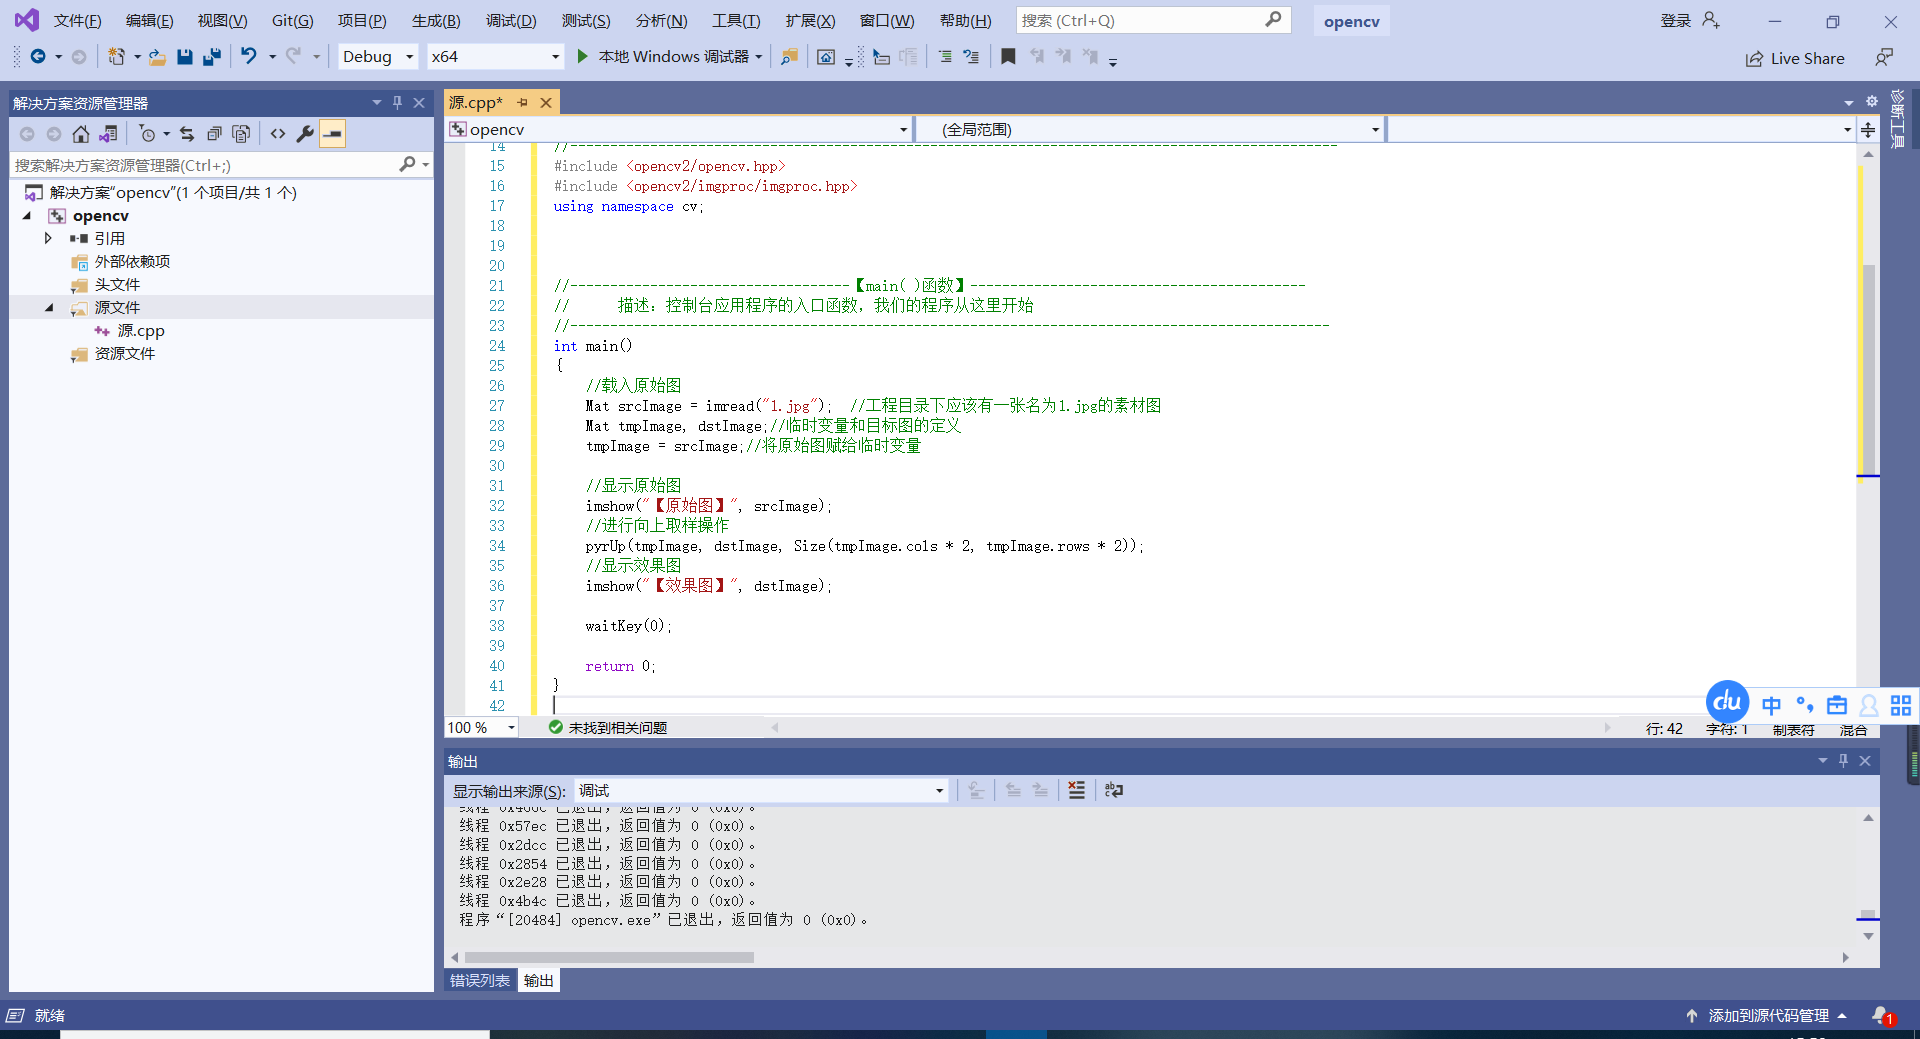 文件(F) 编辑(E) 视图(V) Git(G) 项目(P) 生成(B) 调试(D) 测试(S) 分析(N) 工具(T) 扩展(X) 窗口(W) 帮助(H) 搜索 (Ctrl+Q) opencv 登录
Debug x64 本地 Windows 调试器 Live Share
解决方案资源管理器
搜索解决方案资源管理器(Ctrl+;)
解决方案“opencv”(1 个项目/共 1 个)
opencv
引用
外部依赖项
头文件
源文件
源.cpp
资源文件
源.cpp*
opencv (全局范围)
14 //------------------------------------------------------------------------------------------------
15 #include <opencv2/opencv.hpp>
16 #include <opencv2/imgproc/imgproc.hpp>
17 using namespace cv;
18
19
20
21 //-----------------------------------【main( )函数】------------------------------------------
22 // 描述：控制台应用程序的入口函数，我们的程序从这里开始
23 //-----------------------------------------------------------------------------------------------
24 int main()
25 {
26 //载入原始图
27 Mat srcImage = imread("1.jpg"); //工程目录下应该有一张名为1.jpg的素材图
28 Mat tmpImage, dstImage;//临时变量和目标图的定义
29 tmpImage = srcImage;//将原始图赋给临时变量
30
31 //显示原始图
32 imshow("【原始图】", srcImage);
33 //进行向上取样操作
34 pyrUp(tmpImage, dstImage, Size(tmpImage.cols * 2, tmpImage.rows * 2));
35 //显示效果图
36 imshow("【效果图】", dstImage);
37
38 waitKey(0);
39
40 return 0;
41 }
42
100 % 未找到相关问题 行: 42 字符: 1 制表符 混合
du 中
诊断工具
输出
显示输出来源(S): 调试
线程 0x57ec 已退出，返回值为 0 (0x0)。
线程 0x2dcc 已退出，返回值为 0 (0x0)。
线程 0x2854 已退出，返回值为 0 (0x0)。
线程 0x2e28 已退出，返回值为 0 (0x0)。
线程 0x4b4c 已退出，返回值为 0 (0x0)。
程序“[20484] opencv.exe”已退出，返回值为 0 (0x0)。
错误列表 输出
就绪 添加到源代码管理 1